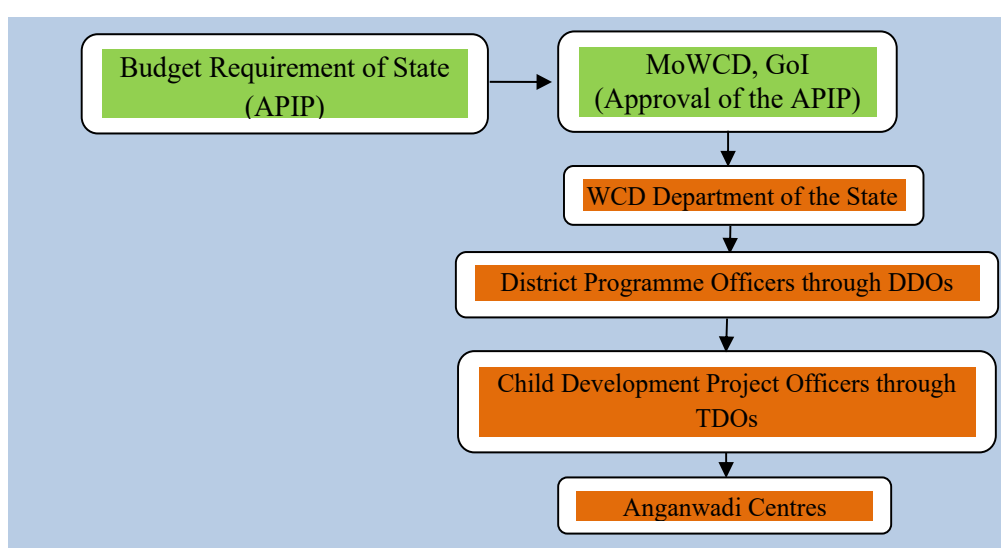 Budget Requirement of State
(APIP)
MoWCD, GoI
(Approval of the APIP)
WCD Department of the State
District Programme Officers through DDOs
Child Development Project Officers through
TDOs
Anganwadi Centres